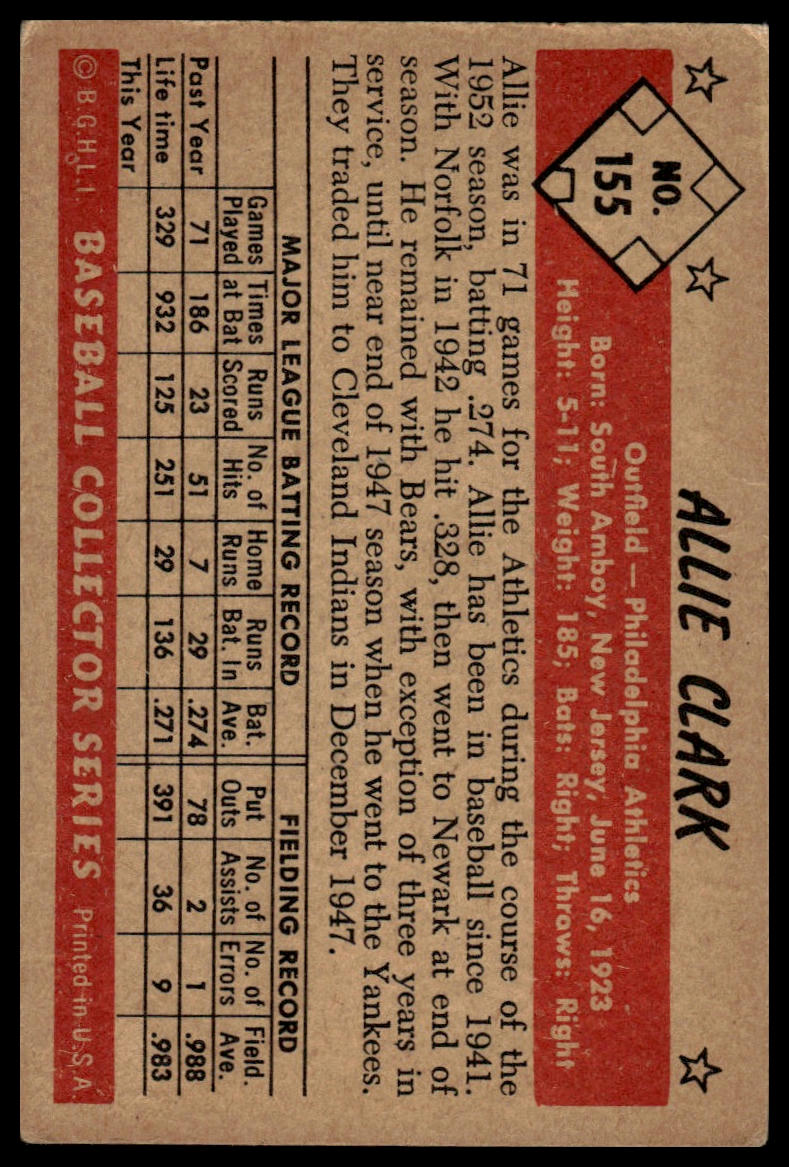 NO.
155
ALLIE CLARK
Outfield — Philadelphia Athletics
Born: South Amboy, New Jersey, June 16, 1923
Height: 5-11; Weight: 185; Bats: Right; Throws: Right
Allie was in 71 games for the Athletics during the course of the
1952 season, batting .274. Allie has been in baseball since 1941.
With Norfolk in 1942 he hit .328, then went to Newark at end of
season. He remained with Bears, with exception of three years in
service, until near end of 1947 season when he went to the Yankees.
They traded him to Cleveland Indians in December 1947.
MAJOR LEAGUE BATTING RECORD FIELDING RECORD
Games Times Runs No. of Home Runs Bat. Put No. of No. of Field.
Played at Bat Scored Hits Runs Bat. In Ave. Outs Assists Errors Ave.
Past Year 71 186 23 51 7 29 .274 78 2 1 .988
Life time 329 932 125 251 29 136 .271 391 36 9 .983
This Year
© B.G.H.L.I. BASEBALL COLLECTOR SERIES Printed in U.S.A.